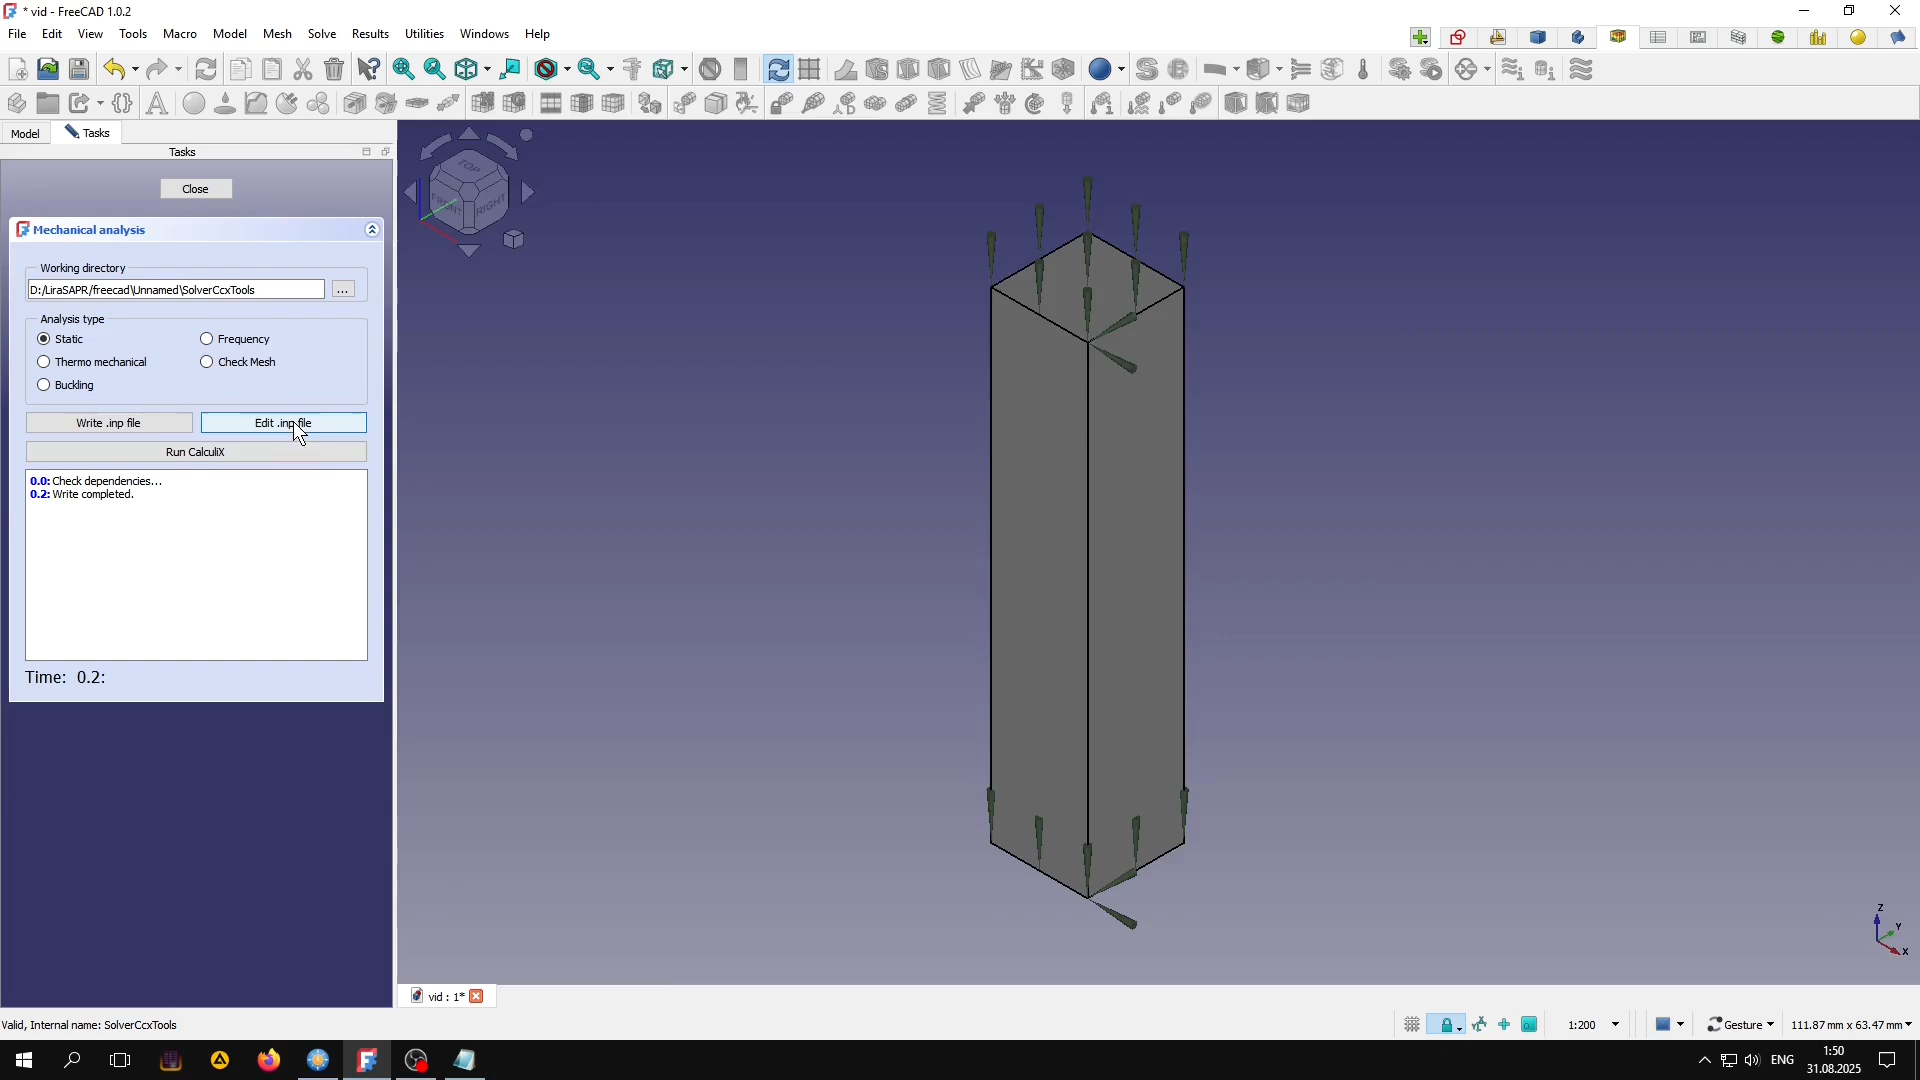 * vid - FreeCAD 1.0.2
File Edit View Tools Macro Model Mesh Solve Results Utilities Windows Help
Model Tasks
Tasks
Close
Mechanical analysis
Working directory
D:/LiraSAPR/freecad\Unnamed\SolverCcxTools ...
Analysis type
Static Frequency
Thermo mechanical Check Mesh
Buckling
Write .inp file Edit .inp file
Run CalculiX
0.0: Check dependencies...
0.2: Write completed.
Time: 0.2:
TOP
FRONT RIGHT
Z
Y
X
vid : 1*
Valid, Internal name: SolverCcxTools
1:200 Gesture 111.87 mm x 63.47 mm
ENG 1:50
31.08.2025